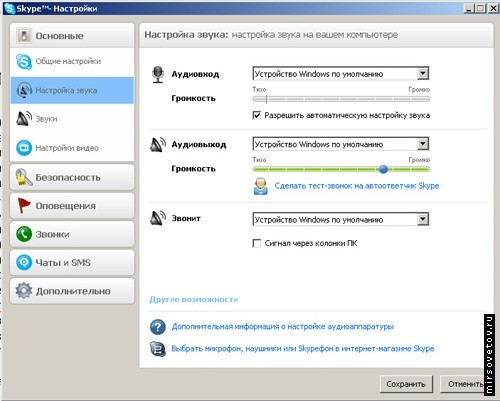 Skype™- Настройки
Основные
Общие настройки
Настройка звука
Звуки
Настройки видео
Безопасность
Оповещения
Звонки
Чаты и SMS
Дополнительно
Настройка звука: настройка звука на вашем компьютере
Аудиовход Устройство Windows по умолчанию
Громкость Тихо Громко
Разрешить автоматическую настройку звука
Аудиовыход Устройство Windows по умолчанию
Громкость Тихо Громко
Сделать тест-звонок на автоответчик Skype
Звонит Устройство Windows по умолчанию
Сигнал через колонки ПК
Другие возможности
Дополнительная информация о настройке аудиоаппаратуры
Выбрать микрофон, наушники или Skypeфон в интернет-магазине Skype
Сохранить Отменить
mirsovetov.ru